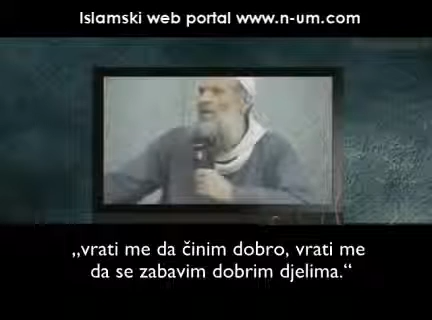 Islamski web portal www.n-um.com
„vrati me da činim dobro, vrati me
da se zabavim dobrim djelima.“